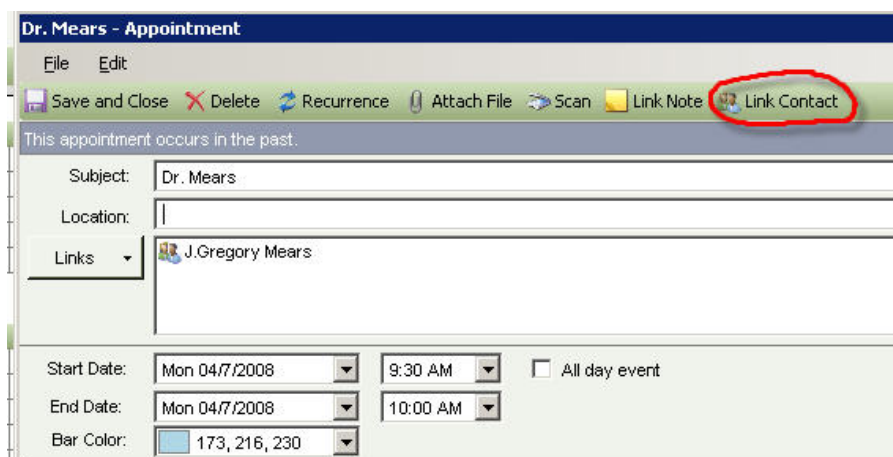 Dr. Mears - Appointment
File Edit
Save and Close Delete Recurrence Attach File Scan Link Note Link Contact
This appointment occurs in the past.
Subject: Dr. Mears
Location:
Links J.Gregory Mears
Start Date: Mon 04/7/2008 9:30 AM All day event
End Date: Mon 04/7/2008 10:00 AM
Bar Color: 173, 216, 230